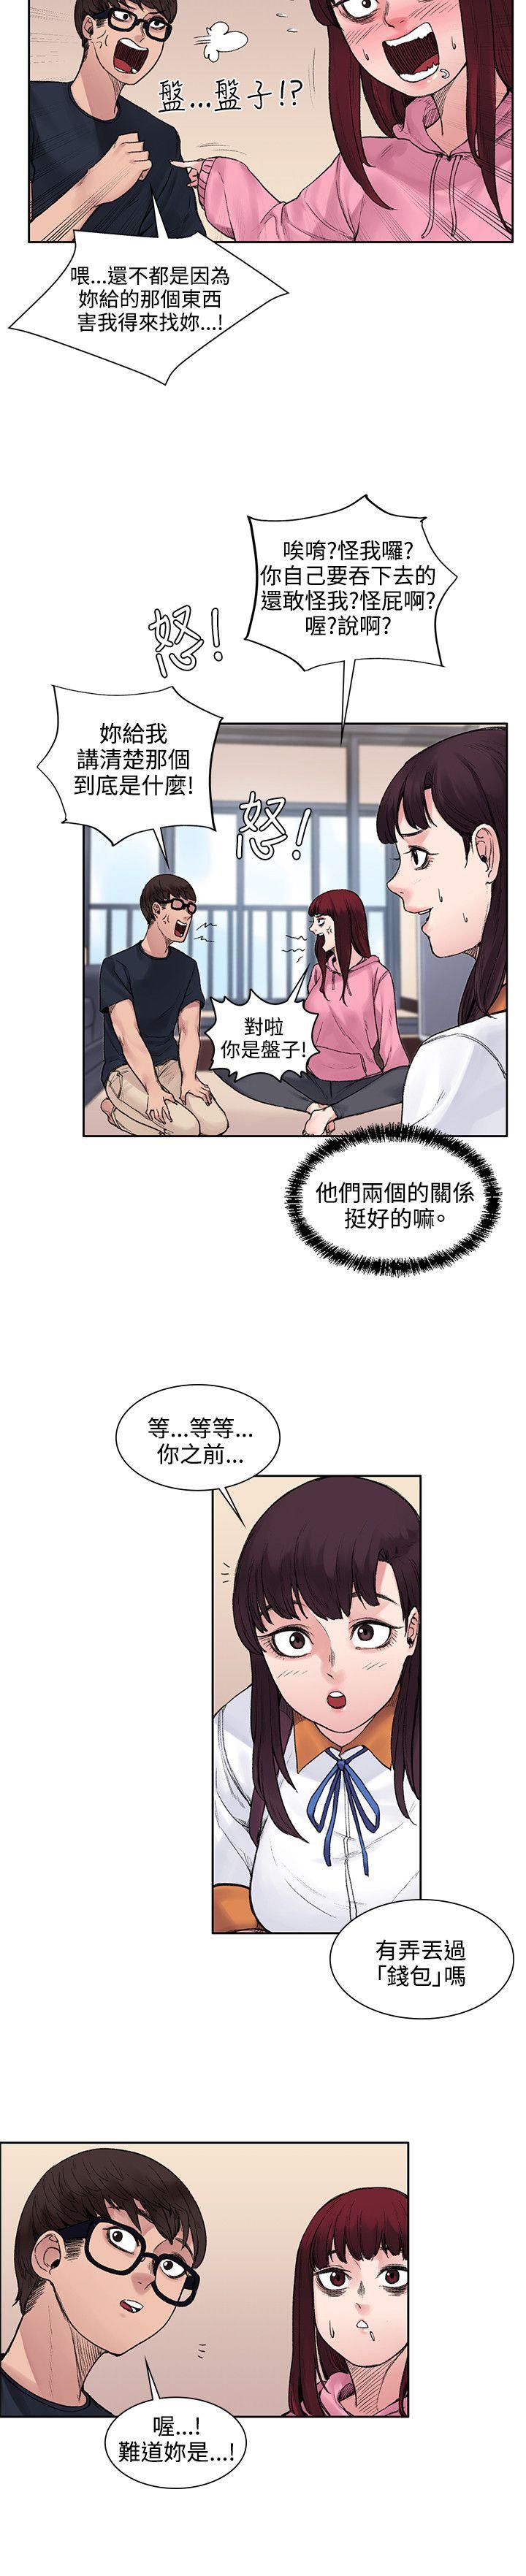 盤...盤子!?
喂...還不都是因為
妳給的那個東西
害我得來找妳...!
唉唷?怪我囉?
你自己要吞下去的
還敢怪我?怪屁啊?
喔?說啊?
怒!
妳給我
講清楚那個
到底是什麼!
怒!
對啦
你是盤子!
他們兩個的關係
挺好的嘛。
等...等等...
你之前...
有弄丟過
「錢包」嗎
喔...!
難道妳是...!